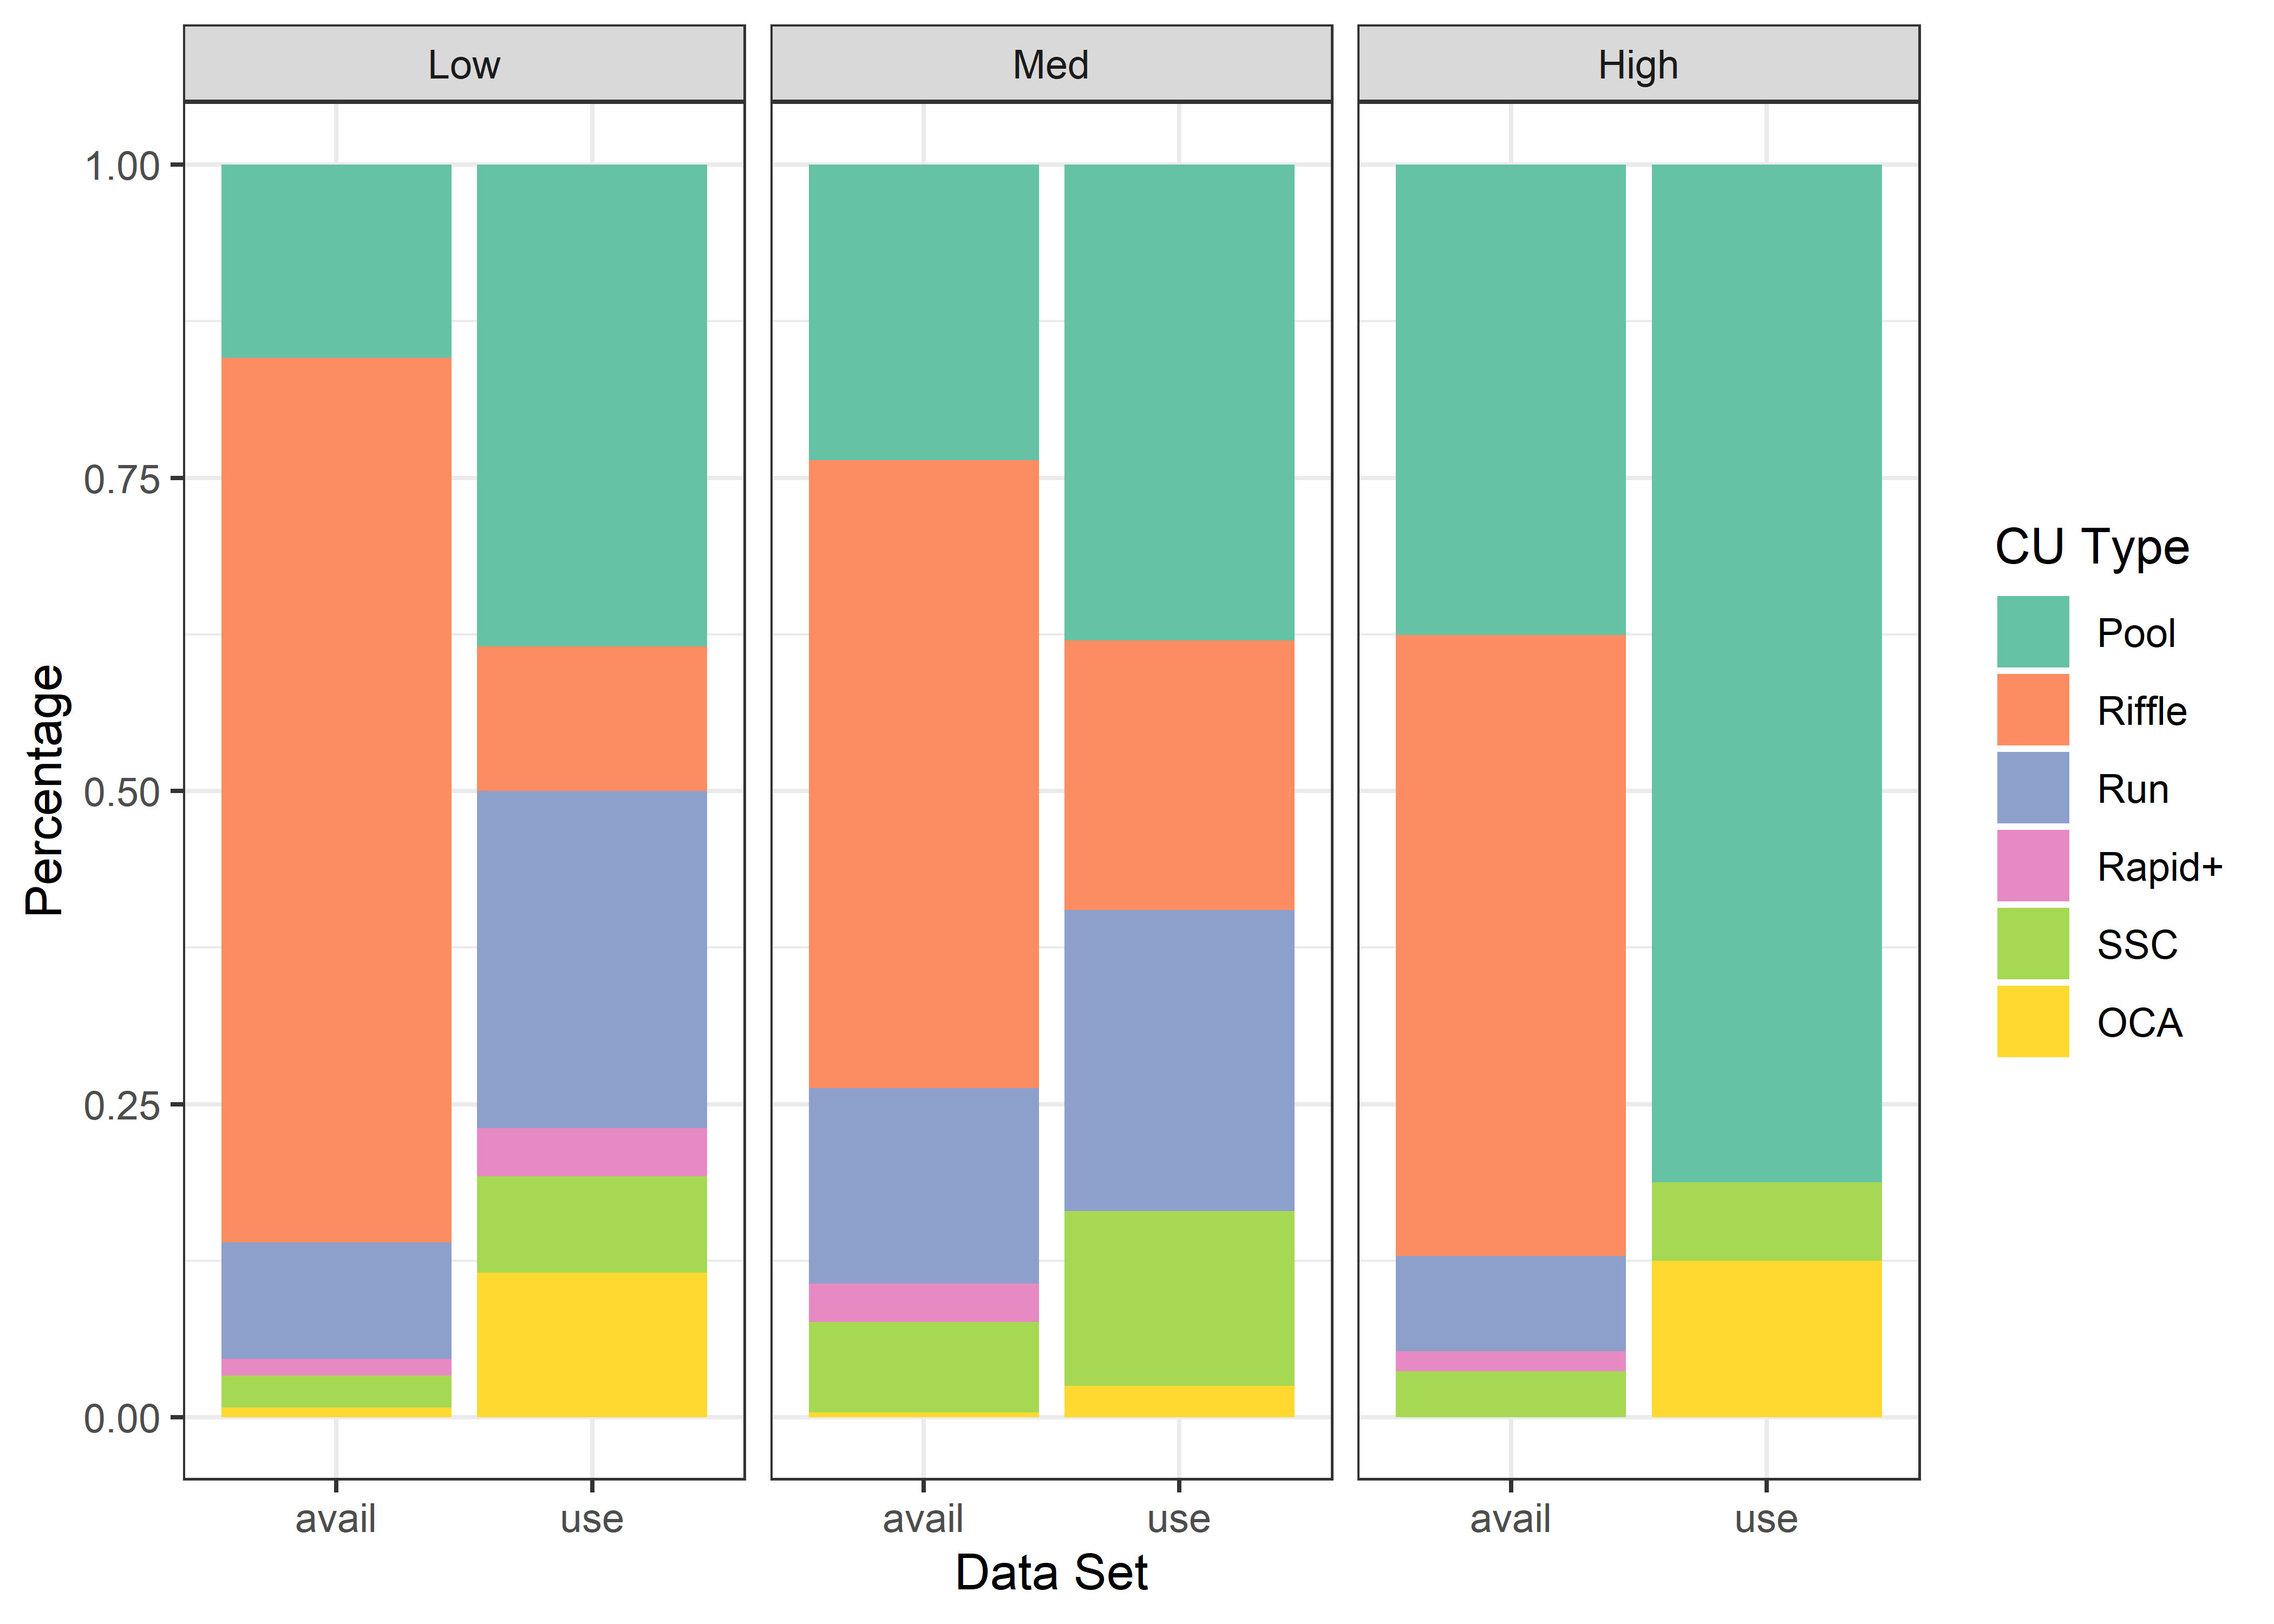 Low
Med
High
Percentage
1.00
0.75
0.50
0.25
0.00
avail
use
avail
use
avail
use
Data Set
CU Type
Pool
Riffle
Run
Rapid+
SSC
OCA